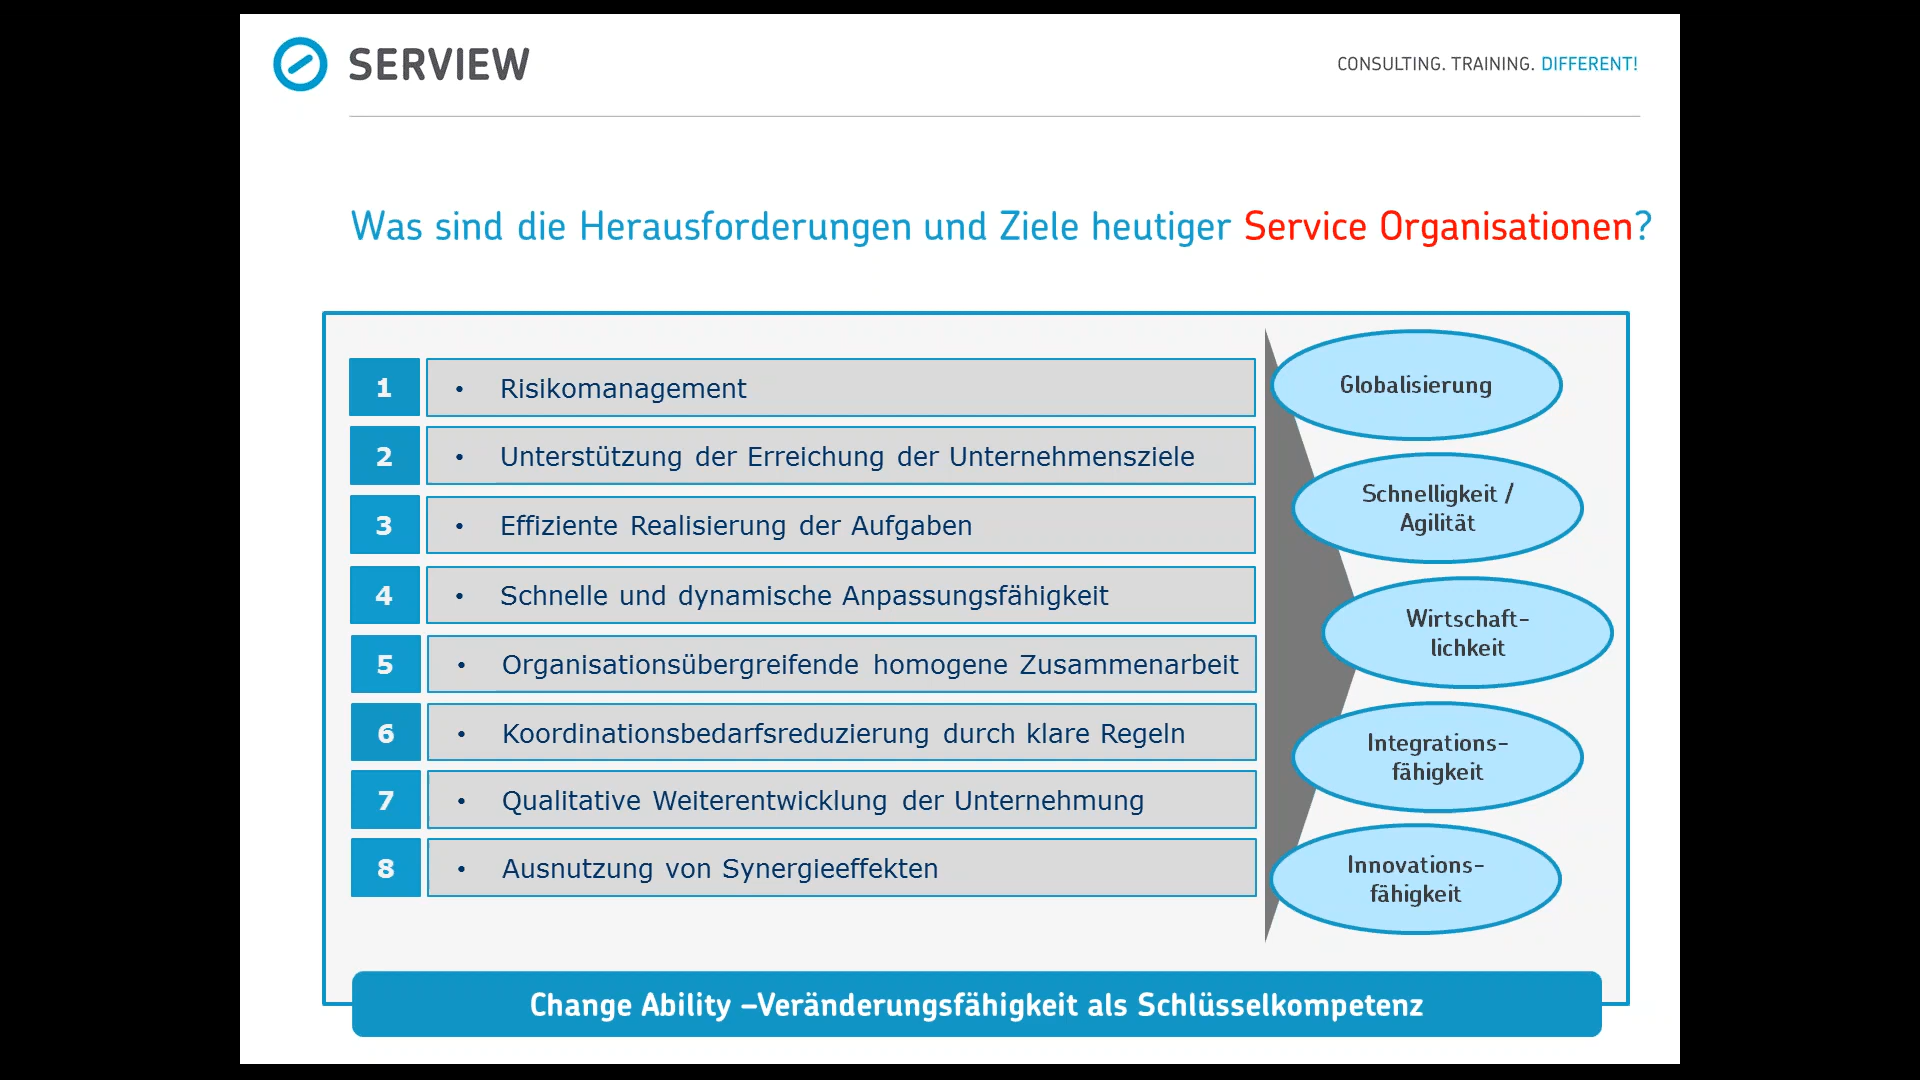 SERVIEW
CONSULTING. TRAINING. DIFFERENT!
Was sind die Herausforderungen und Ziele heutiger Service Organisationen?
1 • Risikomanagement
2 • Unterstützung der Erreichung der Unternehmensziele
3 • Effiziente Realisierung der Aufgaben
4 • Schnelle und dynamische Anpassungsfähigkeit
5 • Organisationsübergreifende homogene Zusammenarbeit
6 • Koordinationsbedarfsreduzierung durch klare Regeln
7 • Qualitative Weiterentwicklung der Unternehmung
8 • Ausnutzung von Synergieeffekten
Globalisierung
Schnelligkeit /
Agilität
Wirtschaft-
lichkeit
Integrations-
fähigkeit
Innovations-
fähigkeit
Change Ability –Veränderungsfähigkeit als Schlüsselkompetenz